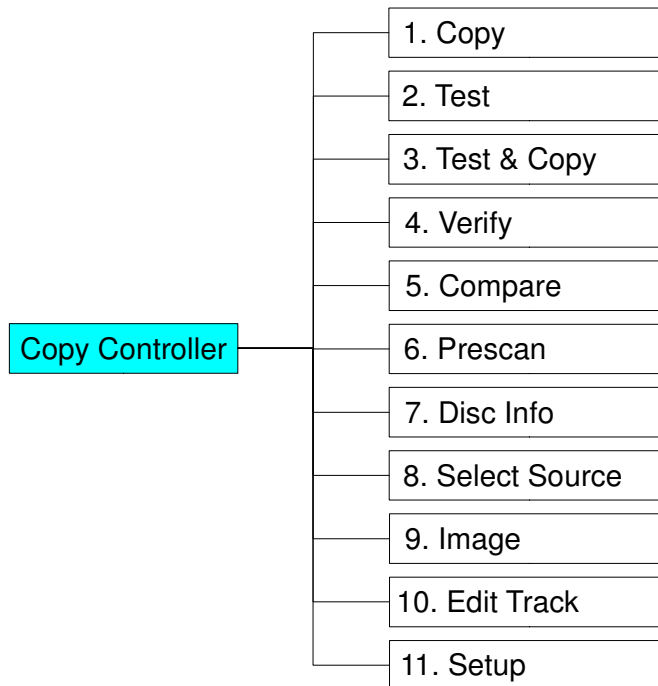 1. Copy
2. Test
3. Test & Copy
4. Verify
5. Compare
Copy Controller
6. Prescan
7. Disc Info
8. Select Source
9. Image
10. Edit Track
11. Setup